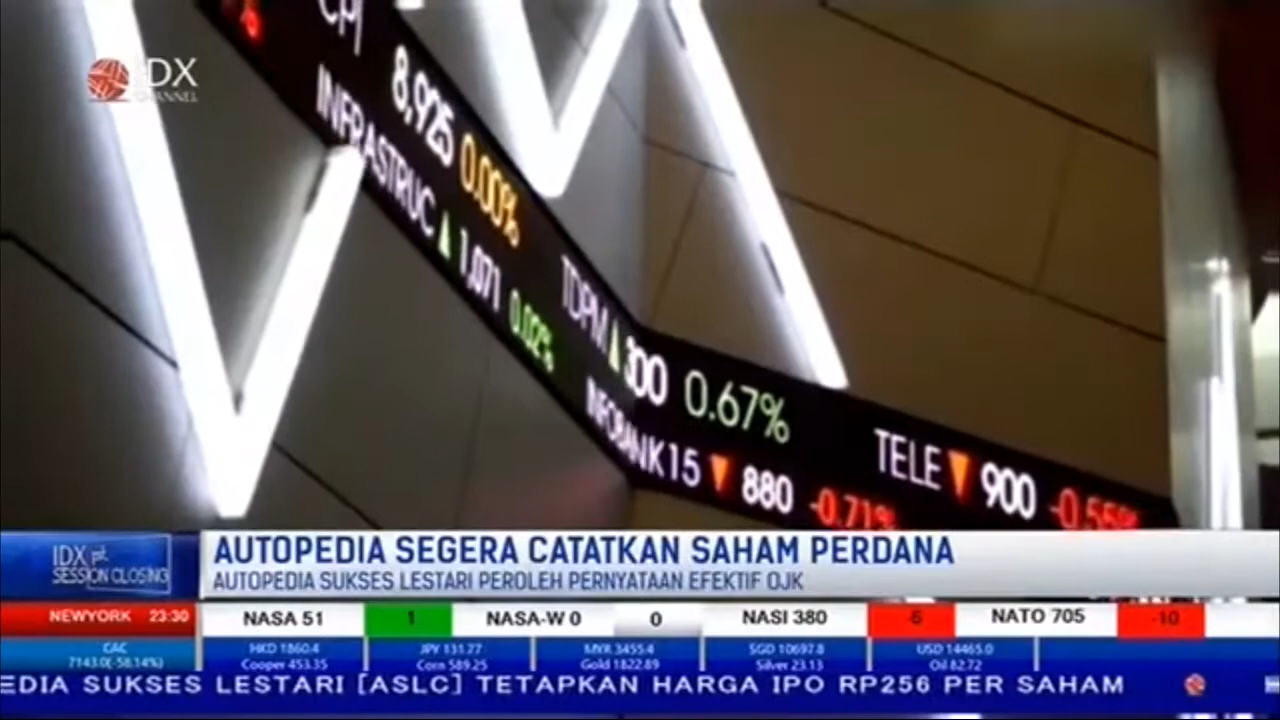 IDX
CHANNEL
CPI 8,925 0.00%
TDPM ▲ 300 0.67%
TELE ▼ 900 -0.55%
INFRASTRUC ▲ 1,071 0.02%
INFOBANK15 ▼ 880 -0.71%
IDX
SESSION CLOSING
AUTOPEDIA SEGERA CATATKAN SAHAM PERDANA
AUTOPEDIA SUKSES LESTARI PEROLEH PERNYATAAN EFEKTIF OJK
NEWYORK 23:30 NASA 51 1 NASA-W 0 0 NASI 380 -6 NATO 705 -10
CAC HKD 1860.4 JPY 131.27 MYR 3455.4 SGD 10697.8 USD 14465.0
7143.0(-58.14%) Cooper 453.35 Corn 589.25 Gold 1822.89 Silver 23.13 Oil 82.72
EDIA SUKSES LESTARI [ASLC] TETAPKAN HARGA IPO RP256 PER SAHAM